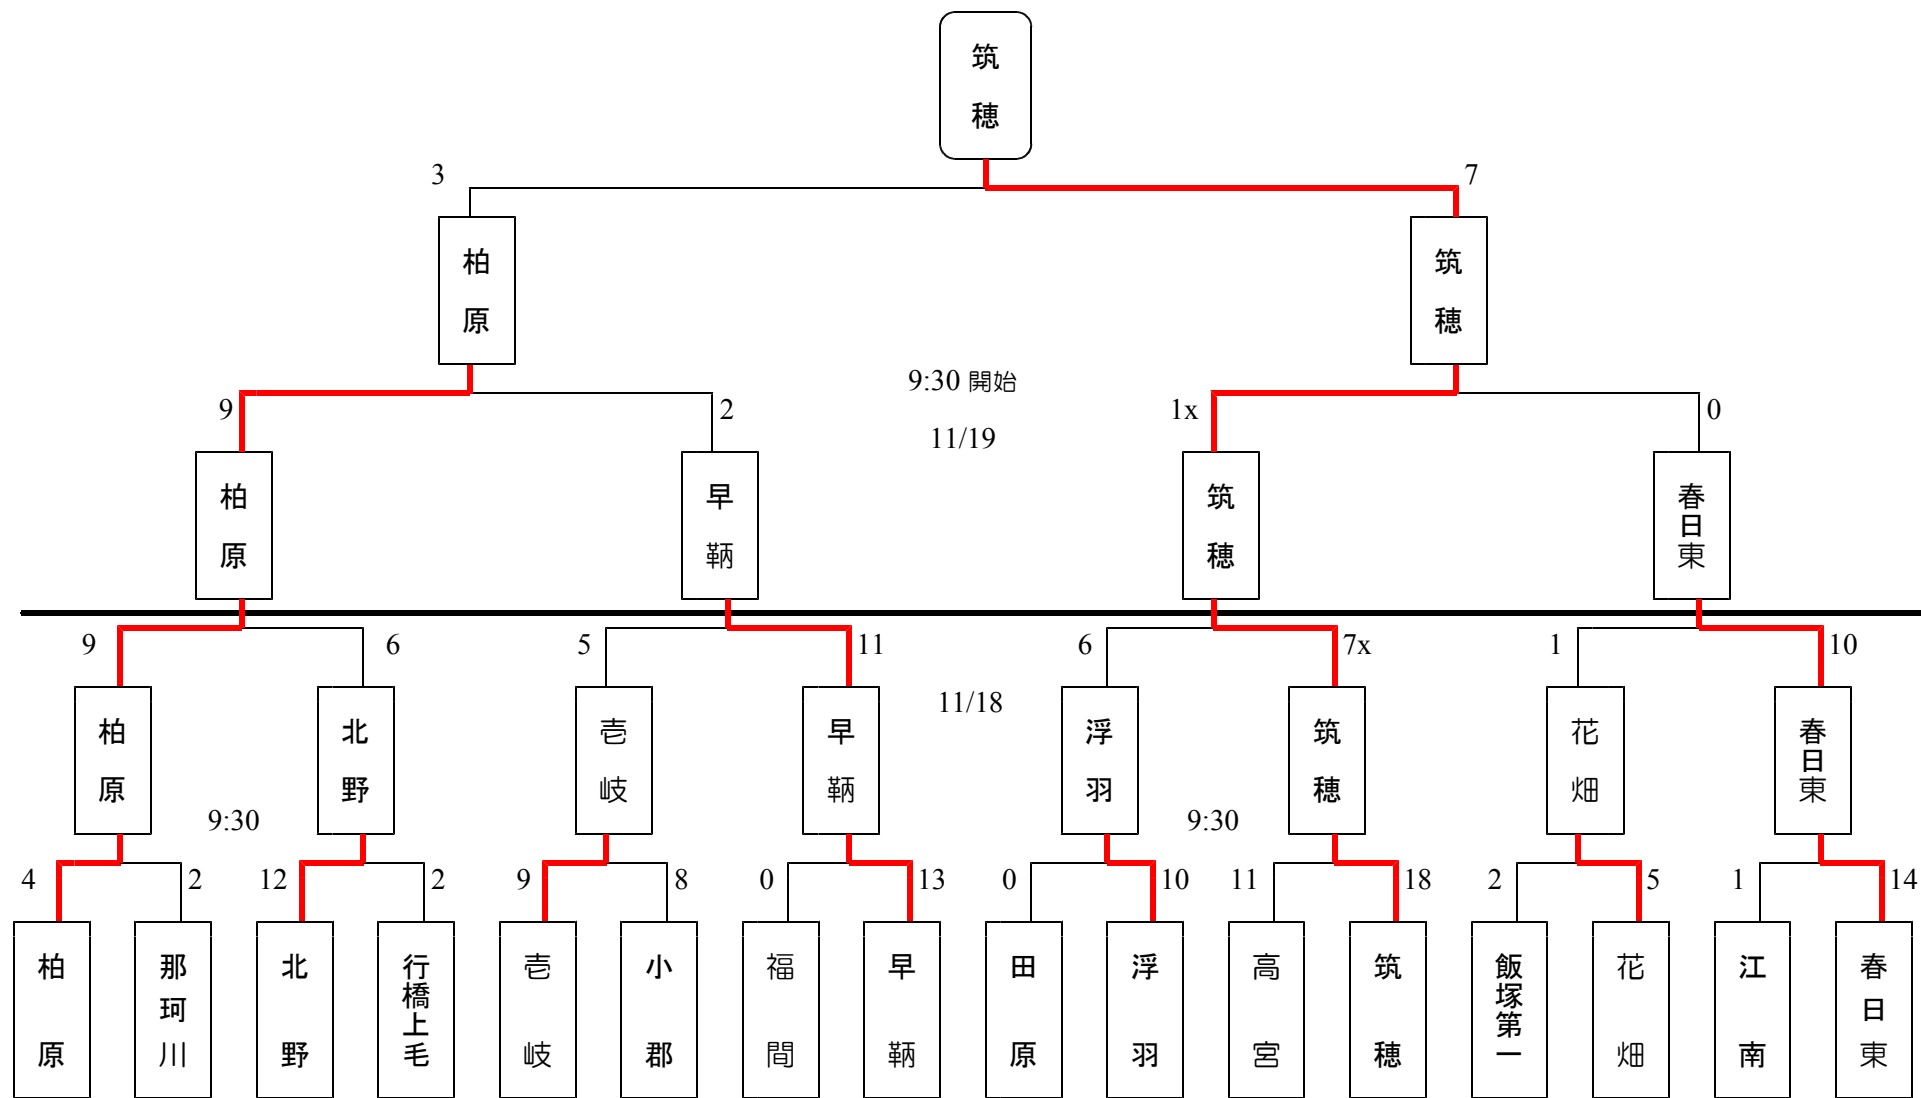 筑穂
3 7
柏原 筑穂
9:30 開始
9 2 1x 0
11/19
柏原 早鞆 筑穂 春日東
9 6 5 11 6 7x 1 10
11/18
柏原 北野 壱岐 早鞆 浮羽 筑穂 花畑 春日東
9:30 9:30
4 2 12 2 9 8 0 13 0 10 11 18 2 5 1 14
柏原 那珂川 北野 行橋上毛 壱岐 小郡 福間 早鞆 田原 浮羽 高宮 筑穂 飯塚第一 花畑 江南 春日東